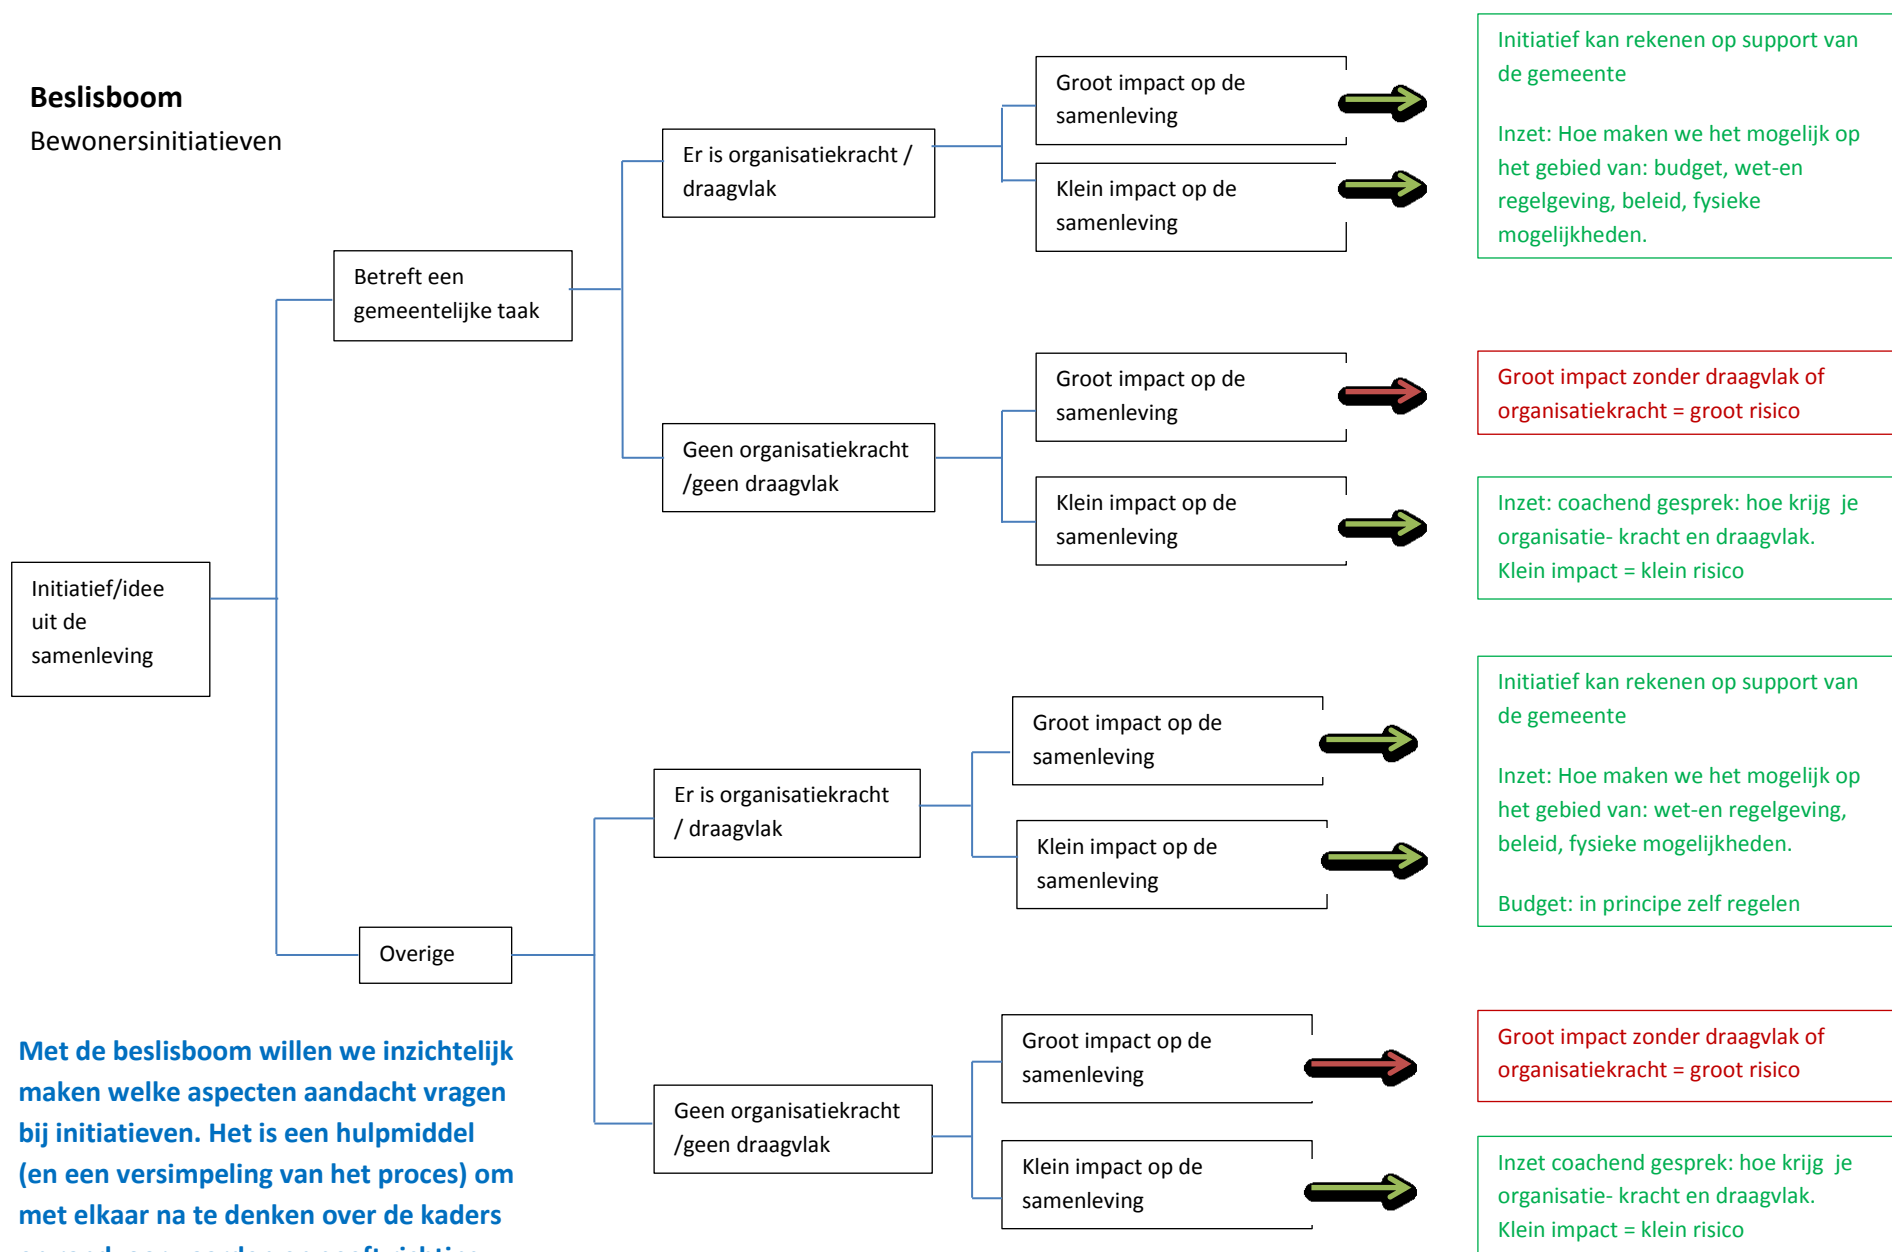 Beslisboom
Bewonersinitiatieven
Initiatief/idee
uit de
samenleving
Betreft een
gemeentelijke taak
Er is organisatiekracht /
draagvlak
Groot impact op de
samenleving
Klein impact op de
samenleving
Initiatief kan rekenen op support van
de gemeente
Inzet: Hoe maken we het mogelijk op
het gebied van: budget, wet-en
regelgeving, beleid, fysieke
mogelijkheden.
Geen organisatiekracht
/geen draagvlak
Groot impact op de
samenleving
Groot impact zonder draagvlak of
organisatiekracht = groot risico
Klein impact op de
samenleving
Inzet: coachend gesprek: hoe krijg  je
organisatie- kracht en draagvlak.
Klein impact = klein risico
Overige
Er is organisatiekracht
/ draagvlak
Groot impact op de
samenleving
Klein impact op de
samenleving
Initiatief kan rekenen op support van
de gemeente
Inzet: Hoe maken we het mogelijk op
het gebied van: wet-en regelgeving,
beleid, fysieke mogelijkheden.
Budget: in principe zelf regelen
Geen organisatiekracht
/geen draagvlak
Groot impact op de
samenleving
Groot impact zonder draagvlak of
organisatiekracht = groot risico
Klein impact op de
samenleving
Inzet coachend gesprek: hoe krijg  je
organisatie- kracht en draagvlak.
Klein impact = klein risico
Met de beslisboom willen we inzichtelijk
maken welke aspecten aandacht vragen
bij initiatieven. Het is een hulpmiddel
(en een versimpeling van het proces) om
met elkaar na te denken over de kaders